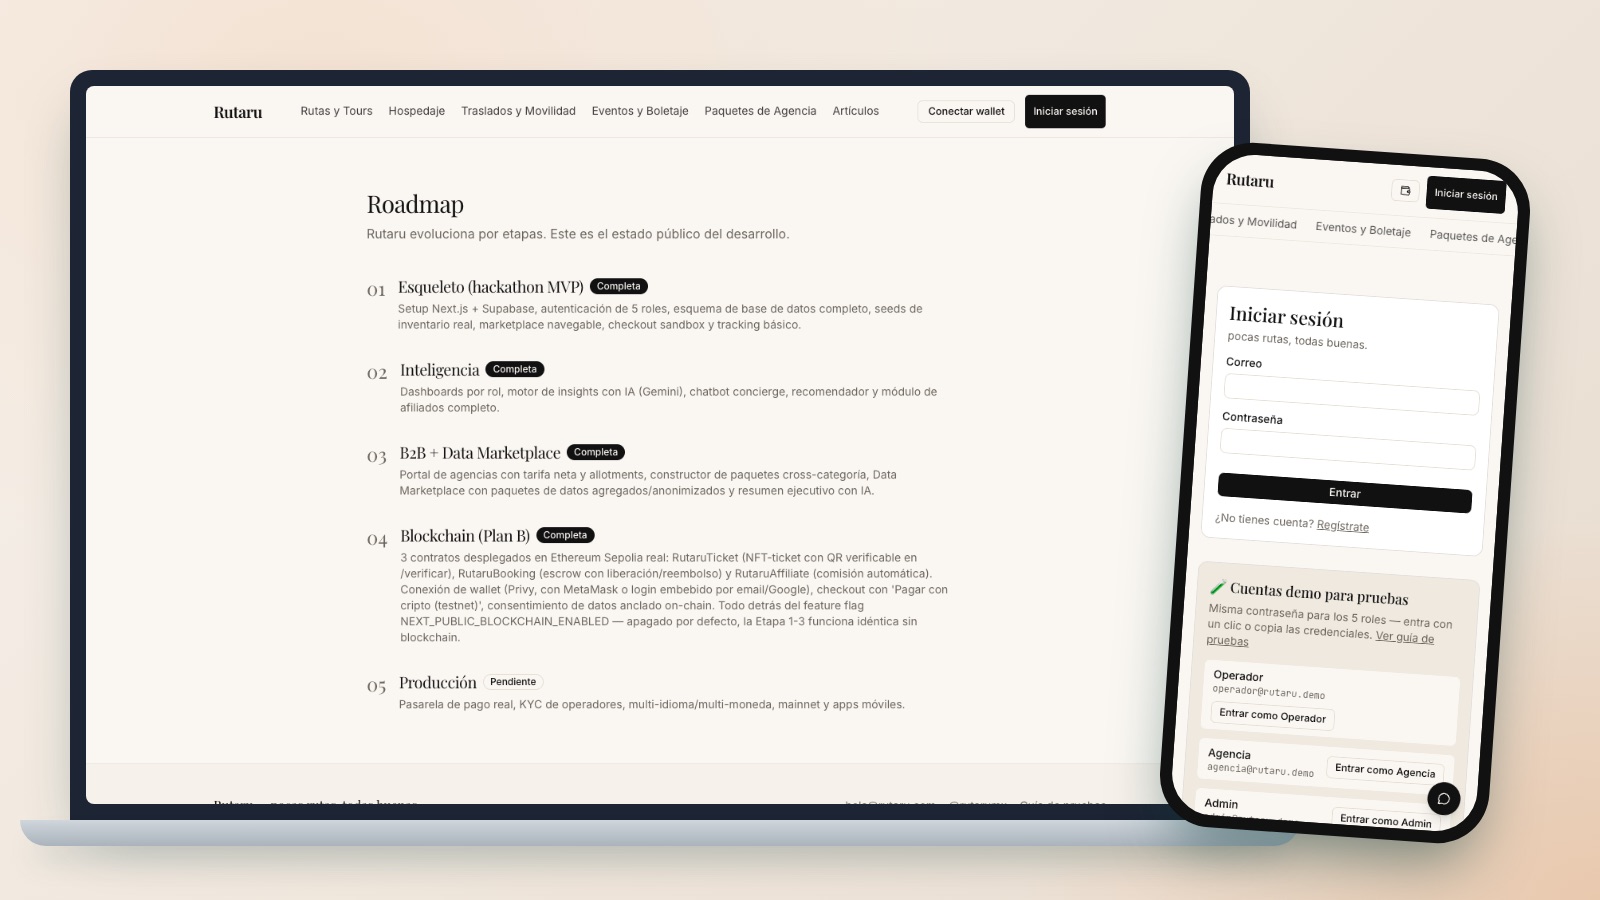 Rutaru
Rutas y Tours
Hospedaje
Traslados y Movilidad
Eventos y Boletaje
Paquetes de Agencia
Artículos
Conectar wallet
Iniciar sesión
Roadmap
Rutaru evoluciona por etapas. Este es el estado público del desarrollo.
01 Esqueleto (hackathon MVP) Completa
Setup Next.js + Supabase, autenticación de 5 roles, esquema de base de datos completo, seeds de
inventario real, marketplace navegable, checkout sandbox y tracking básico.
02 Inteligencia Completa
Dashboards por rol, motor de insights con IA (Gemini), chatbot concierge, recomendador y módulo de
afiliados completo.
03 B2B + Data Marketplace Completa
Portal de agencias con tarifa neta y allotments, constructor de paquetes cross-categoría, Data
Marketplace con paquetes de datos agregados/anonimizados y resumen ejecutivo con IA.
04 Blockchain (Plan B) Completa
3 contratos desplegados en Ethereum Sepolia real: RutaruTicket (NFT-ticket con QR verificable en
/verificar), RutaruBooking (escrow con liberación/reembolso) y RutaruAffiliate (comisión automática).
Conexión de wallet (Privy, con MetaMask o login embebido por email/Google), checkout con 'Pagar con
cripto (testnet)', consentimiento de datos anclado on-chain. Todo detrás del feature flag
NEXT_PUBLIC_BLOCKCHAIN_ENABLED — apagado por defecto, la Etapa 1-3 funciona idéntica sin
blockchain.
05 Producción Pendiente
Pasarela de pago real, KYC de operadores, multi-idioma/multi-moneda, mainnet y apps móviles.
Rutaru
Iniciar sesión
ados y Movilidad
Eventos y Boletaje
Paquetes de Age
Iniciar sesión
pocas rutas, todas buenas.
Correo
Contraseña
Entrar
¿No tienes cuenta? Regístrate
Cuentas demo para pruebas
Misma contraseña para los 5 roles — entra con
un clic o copia las credenciales. Ver guía de
pruebas
Operador
operador@rutaru.demo
Entrar como Operador
Agencia
agencia@rutaru.demo
Entrar como Agencia
Admin
Entrar como Admin